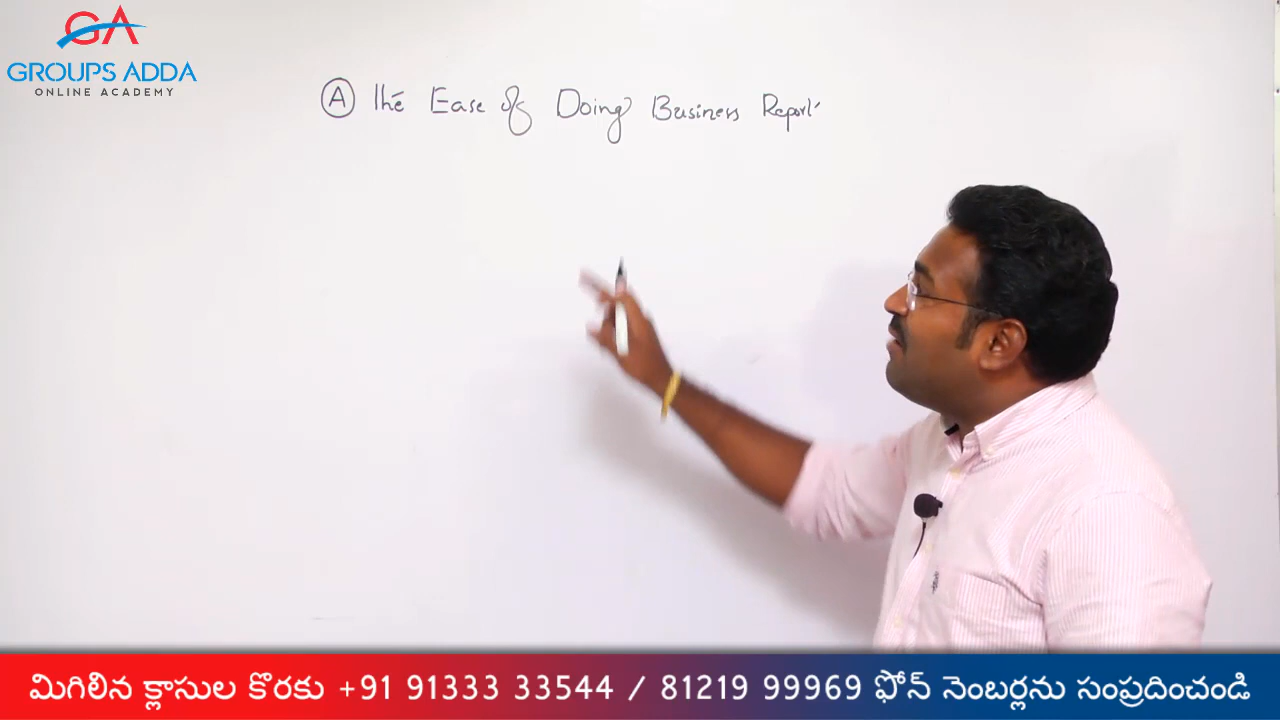 GA
GROUPS ADDA
ONLINE ACADEMY
A The Ease of Doing Business Report
మిగిలిన క్లాసుల కొరకు +91 91333 33544 / 81219 99969 ఫోన్ నెంబర్లను సంప్రదించండి